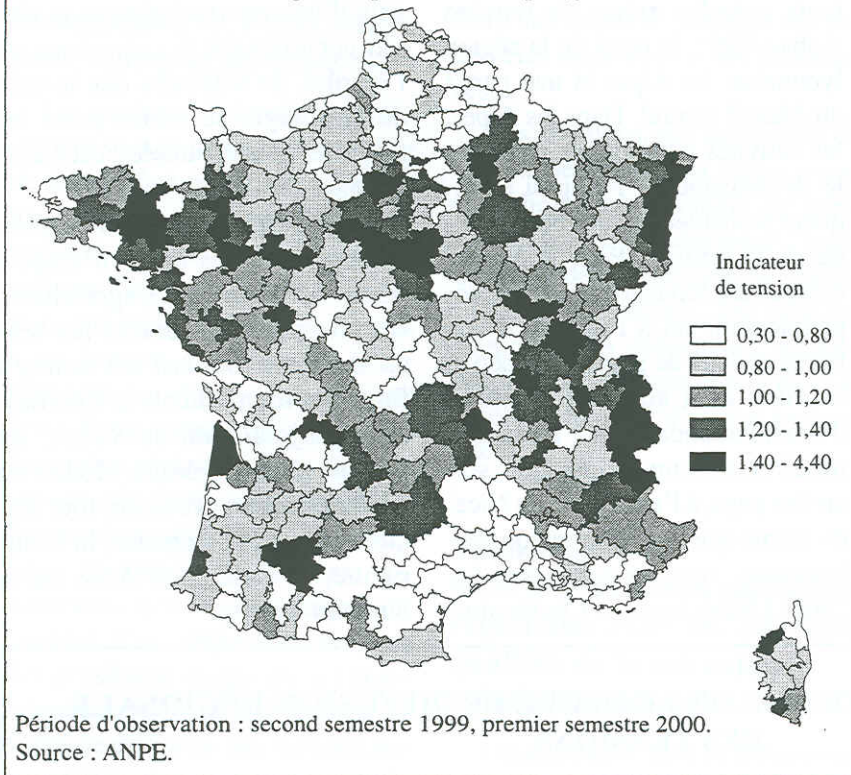 Indicateur
de tension
0,30 - 0,80
0,80 - 1,00
1,00 - 1,20
1,20 - 1,40
1,40 - 4,40
Période d'observation : second semestre 1999, premier semestre 2000.
Source : ANPE.